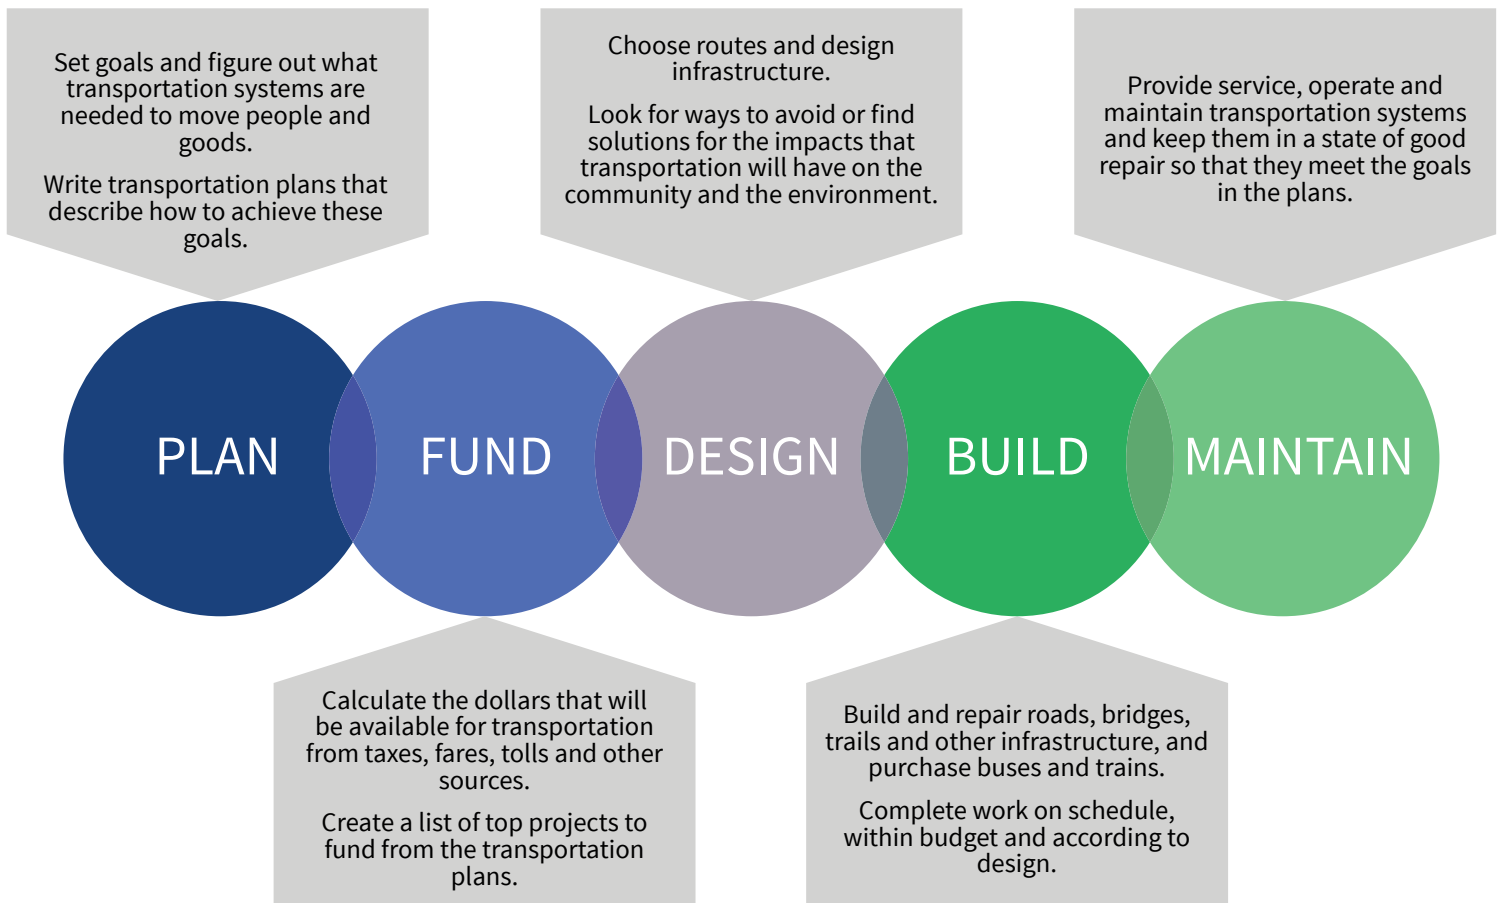 Set goals and figure out what
transportation systems are
needed to move people and
goods.
Write transportation plans that
describe how to achieve these
goals.
Choose routes and design
infrastructure.
Look for ways to avoid or find
solutions for the impacts that
transportation will have on the
community and the environment.
Provide service, operate and
maintain transportation systems
and keep them in a state of good
repair so that they meet the goals
in the plans.
PLAN
FUND
DESIGN
BUILD
MAINTAIN
Calculate the dollars that will
be available for transportation
from taxes, fares, tolls and other
sources.
Create a list of top projects to
fund from the transportation
plans.
Build and repair roads, bridges,
trails and other infrastructure, and
purchase buses and trains.
Complete work on schedule,
within budget and according to
design.